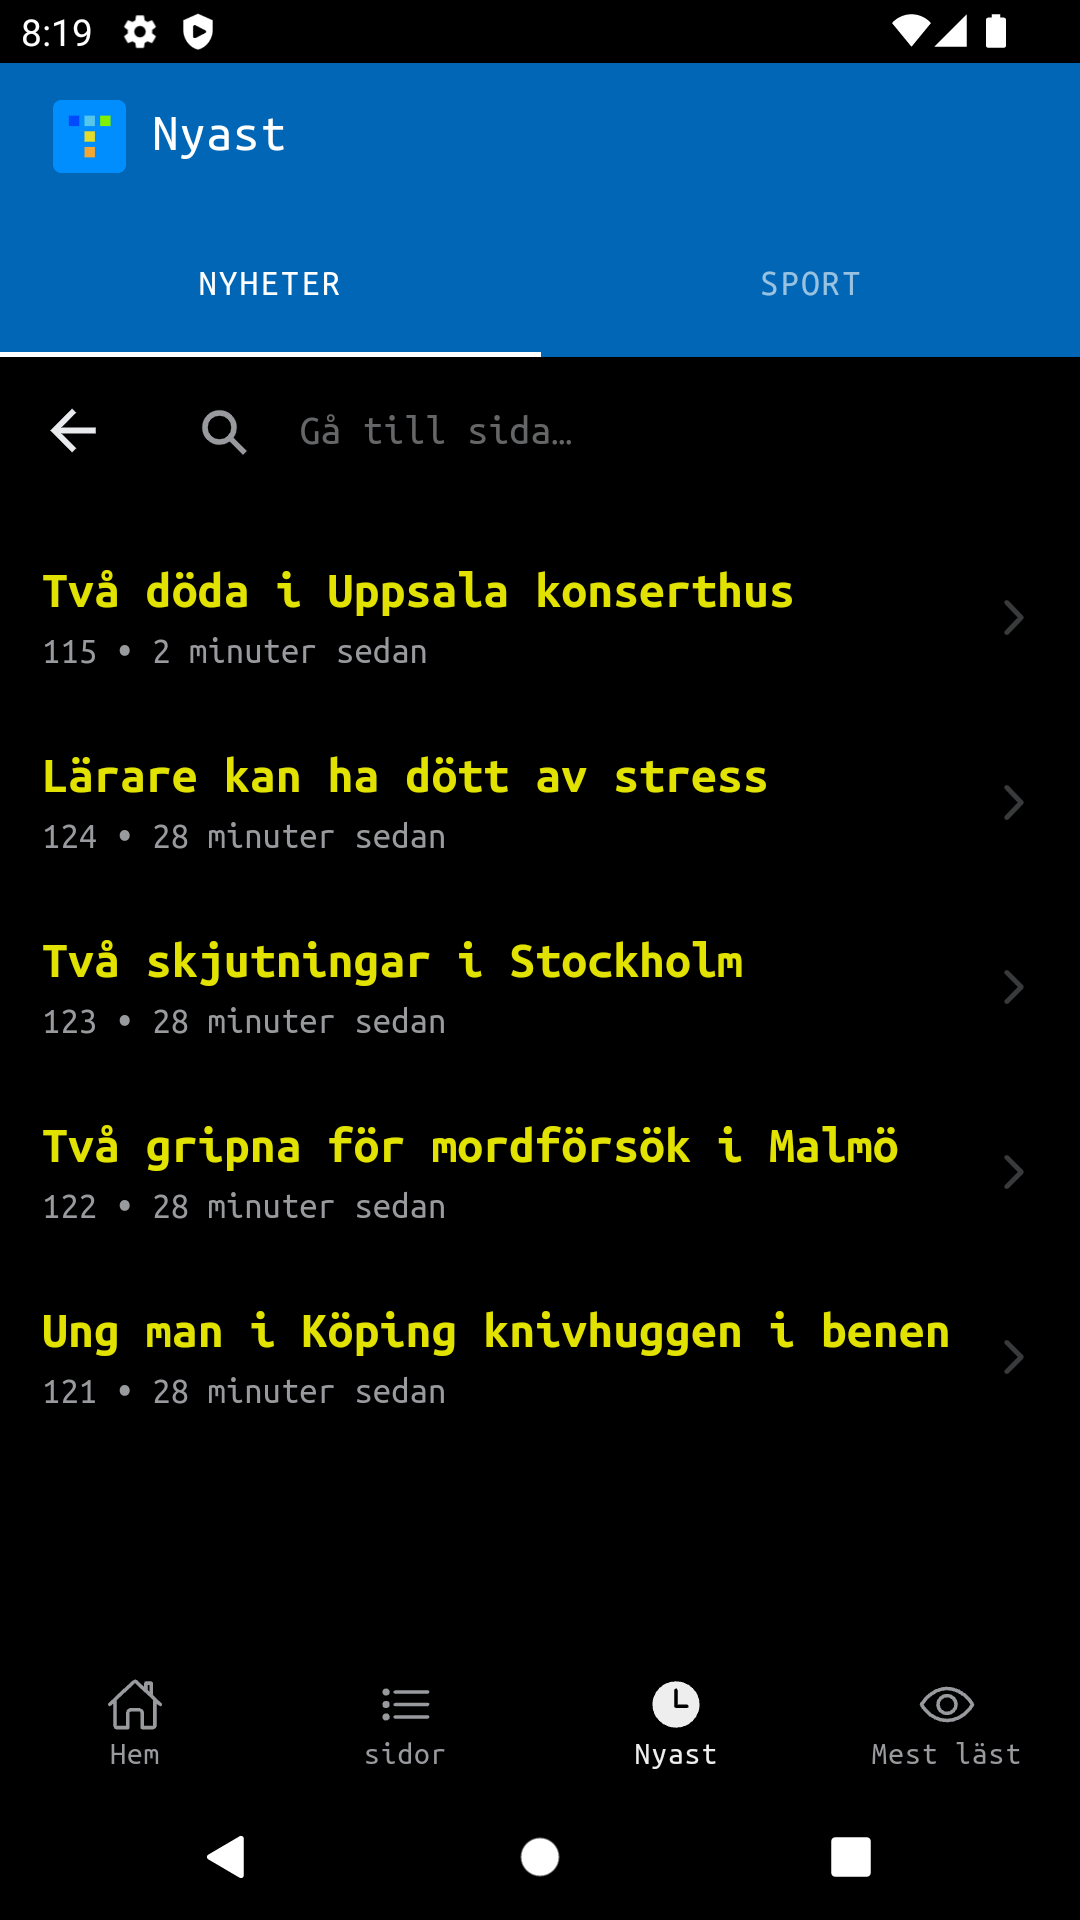 8:19
Nyast
NYHETER
SPORT
Gå till sida…
Två döda i Uppsala konserthus
115 • 2 minuter sedan
Lärare kan ha dött av stress
124 • 28 minuter sedan
Två skjutningar i Stockholm
123 • 28 minuter sedan
Två gripna för mordförsök i Malmö
122 • 28 minuter sedan
Ung man i Köping knivhuggen i benen
121 • 28 minuter sedan
Hem
sidor
Nyast
Mest läst